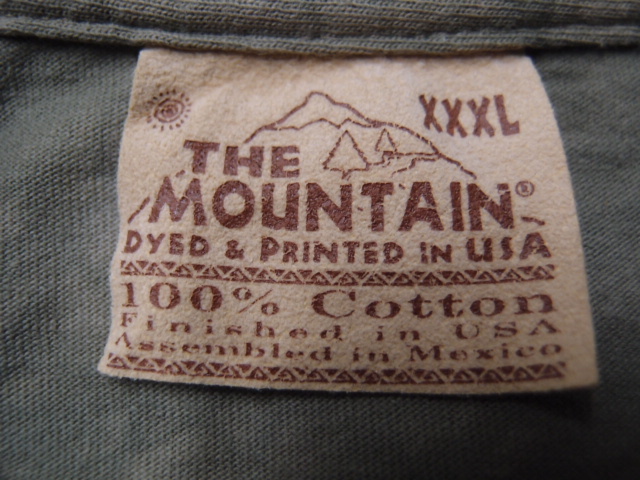 XXXL
THE
MOUNTAIN®
DYED & PRINTED IN USA
100% Cotton
Finished in USA
Assembled in Mexico